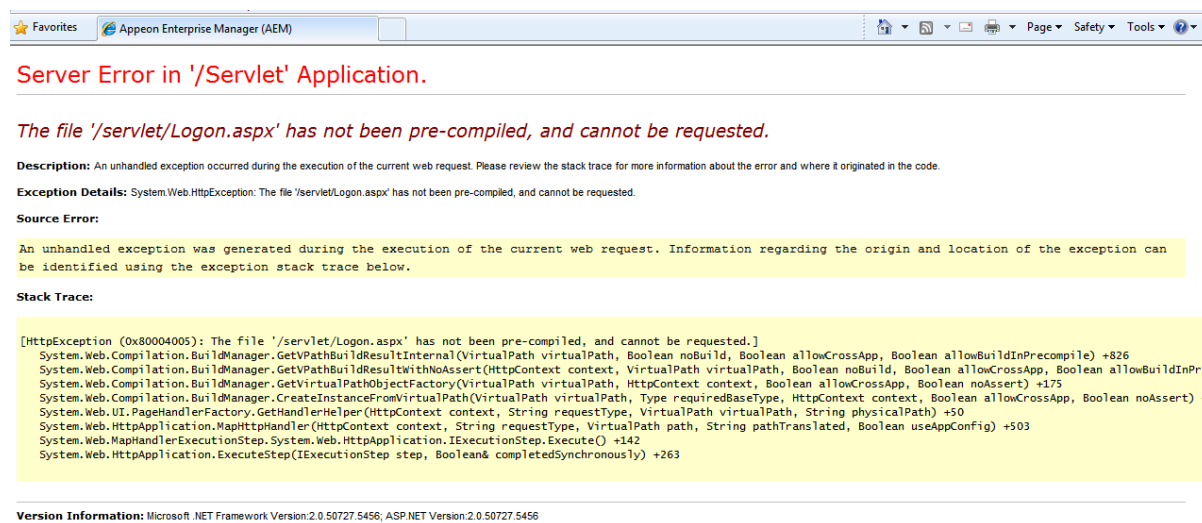 Favorites Appeon Enterprise Manager (AEM) Page Safety Tools
Server Error in '/Servlet' Application.
The file '/servlet/Logon.aspx' has not been pre-compiled, and cannot be requested.
Description: An unhandled exception occurred during the execution of the current web request. Please review the stack trace for more information about the error and where it originated in the code.
Exception Details: System.Web.HttpException: The file '/servlet/Logon.aspx' has not been pre-compiled, and cannot be requested.
Source Error:
An unhandled exception was generated during the execution of the current web request. Information regarding the origin and location of the exception can
be identified using the exception stack trace below.
Stack Trace:
[HttpException (0x80004005): The file '/servlet/Logon.aspx' has not been pre-compiled, and cannot be requested.]
System.Web.Compilation.BuildManager.GetVPathBuildResultInternal(VirtualPath virtualPath, Boolean noBuild, Boolean allowCrossApp, Boolean allowBuildInPrecompile) +826
System.Web.Compilation.BuildManager.GetVPathBuildResultWithNoAssert(HttpContext context, VirtualPath virtualPath, Boolean noBuild, Boolean allowCrossApp, Boolean allowBuildInPr
System.Web.Compilation.BuildManager.GetVirtualPathObjectFactory(VirtualPath virtualPath, HttpContext context, Boolean allowCrossApp, Boolean noAssert) +175
System.Web.Compilation.BuildManager.CreateInstanceFromVirtualPath(VirtualPath virtualPath, Type requiredBaseType, HttpContext context, Boolean allowCrossApp, Boolean noAssert)
System.Web.UI.PageHandlerFactory.GetHandlerHelper(HttpContext context, String requestType, VirtualPath virtualPath, String physicalPath) +50
System.Web.HttpApplication.MapHttpHandler(HttpContext context, String requestType, VirtualPath path, String pathTranslated, Boolean useAppConfig) +503
System.Web.MapHandlerExecutionStep.System.Web.HttpApplication.IExecutionStep.Execute() +142
System.Web.HttpApplication.ExecuteStep(IExecutionStep step, Boolean& completedSynchronously) +263
Version Information: Microsoft .NET Framework Version:2.0.50727.5456; ASP.NET Version:2.0.50727.5456